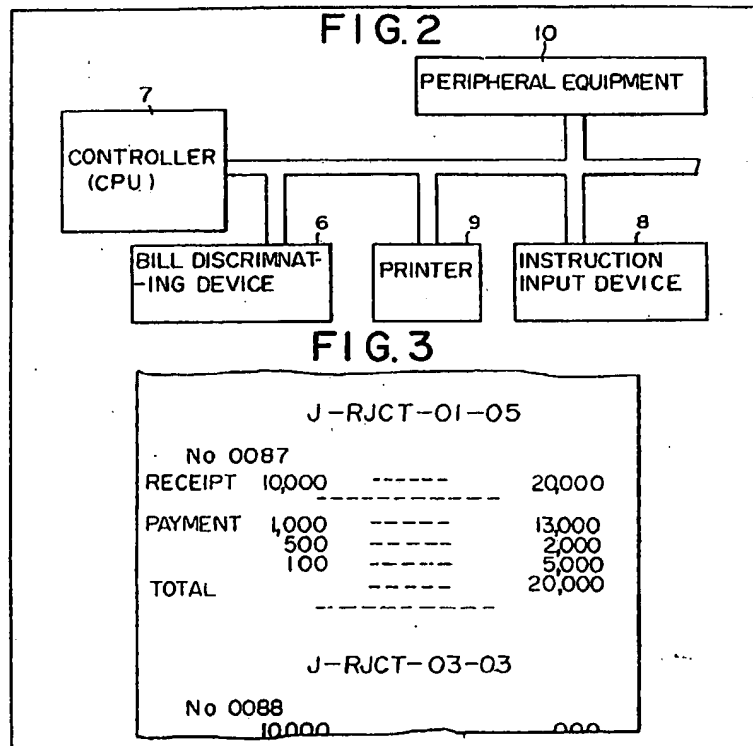 FIG.2
10
PERIPHERAL EQUIPMENT
7
CONTROLLER
(CPU)
6
BILL DISCRIMNAT-
-ING DEVICE
9
PRINTER
8
INSTRUCTION
INPUT DEVICE
FIG.3
J-RJCT-01-05
No 0087
RECEIPT 10,000 ----- 20,000
PAYMENT 1,000 ----- 13,000
500 ----- 2,000
100 ----- 5,000
TOTAL ----- 20,000
J-RJCT-03-03
No 0088
10,000